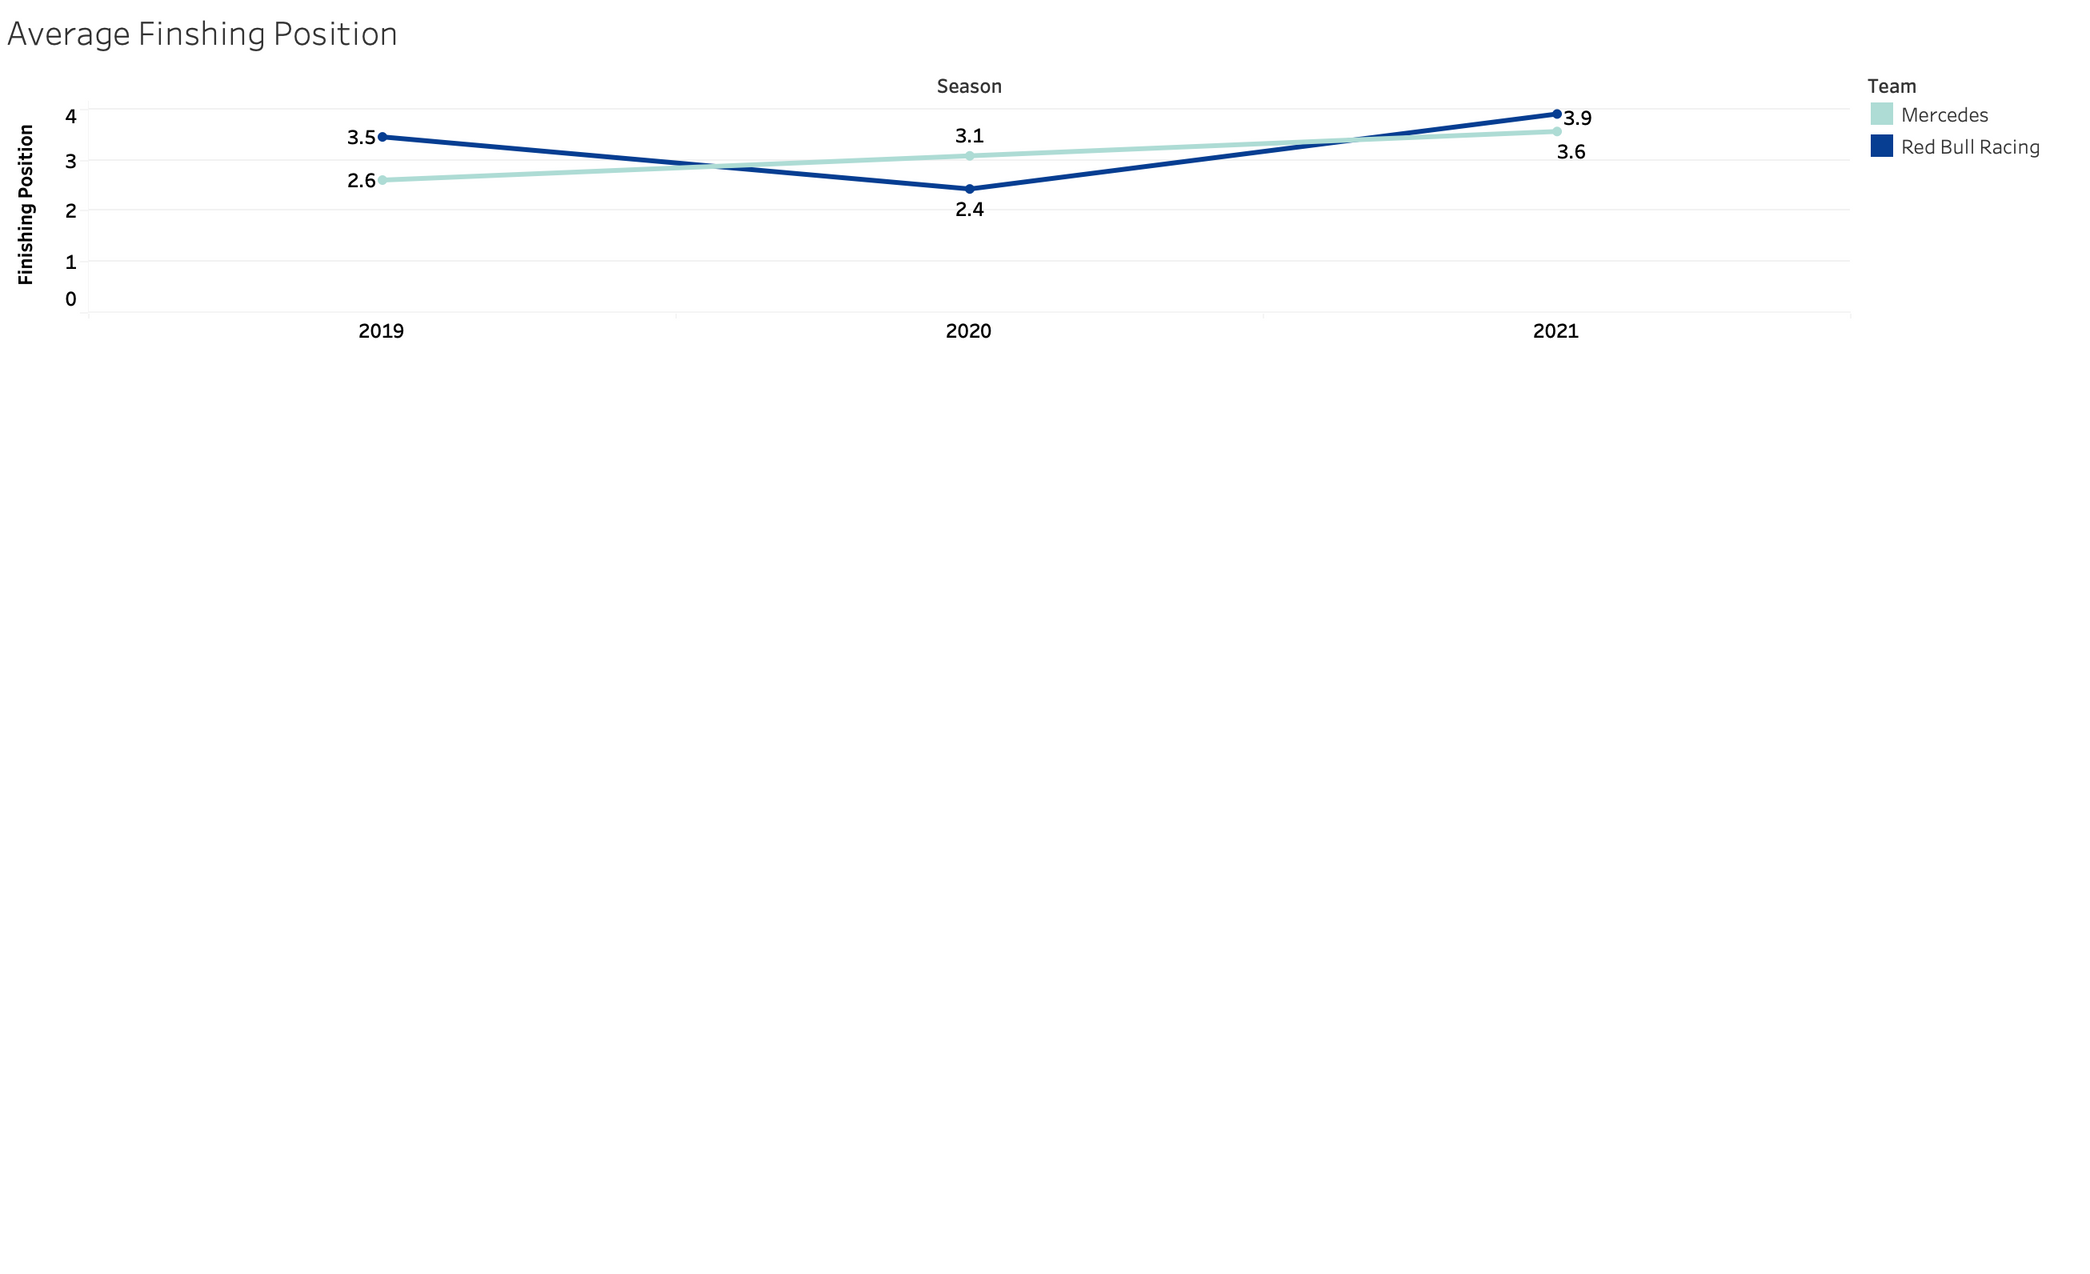 Average Finshing Position
Season
Team
Mercedes
Red Bull Racing
Finishing Position
4
3
2
1
0
3.5
2.6
3.1
2.4
3.9
3.6
2019
2020
2021